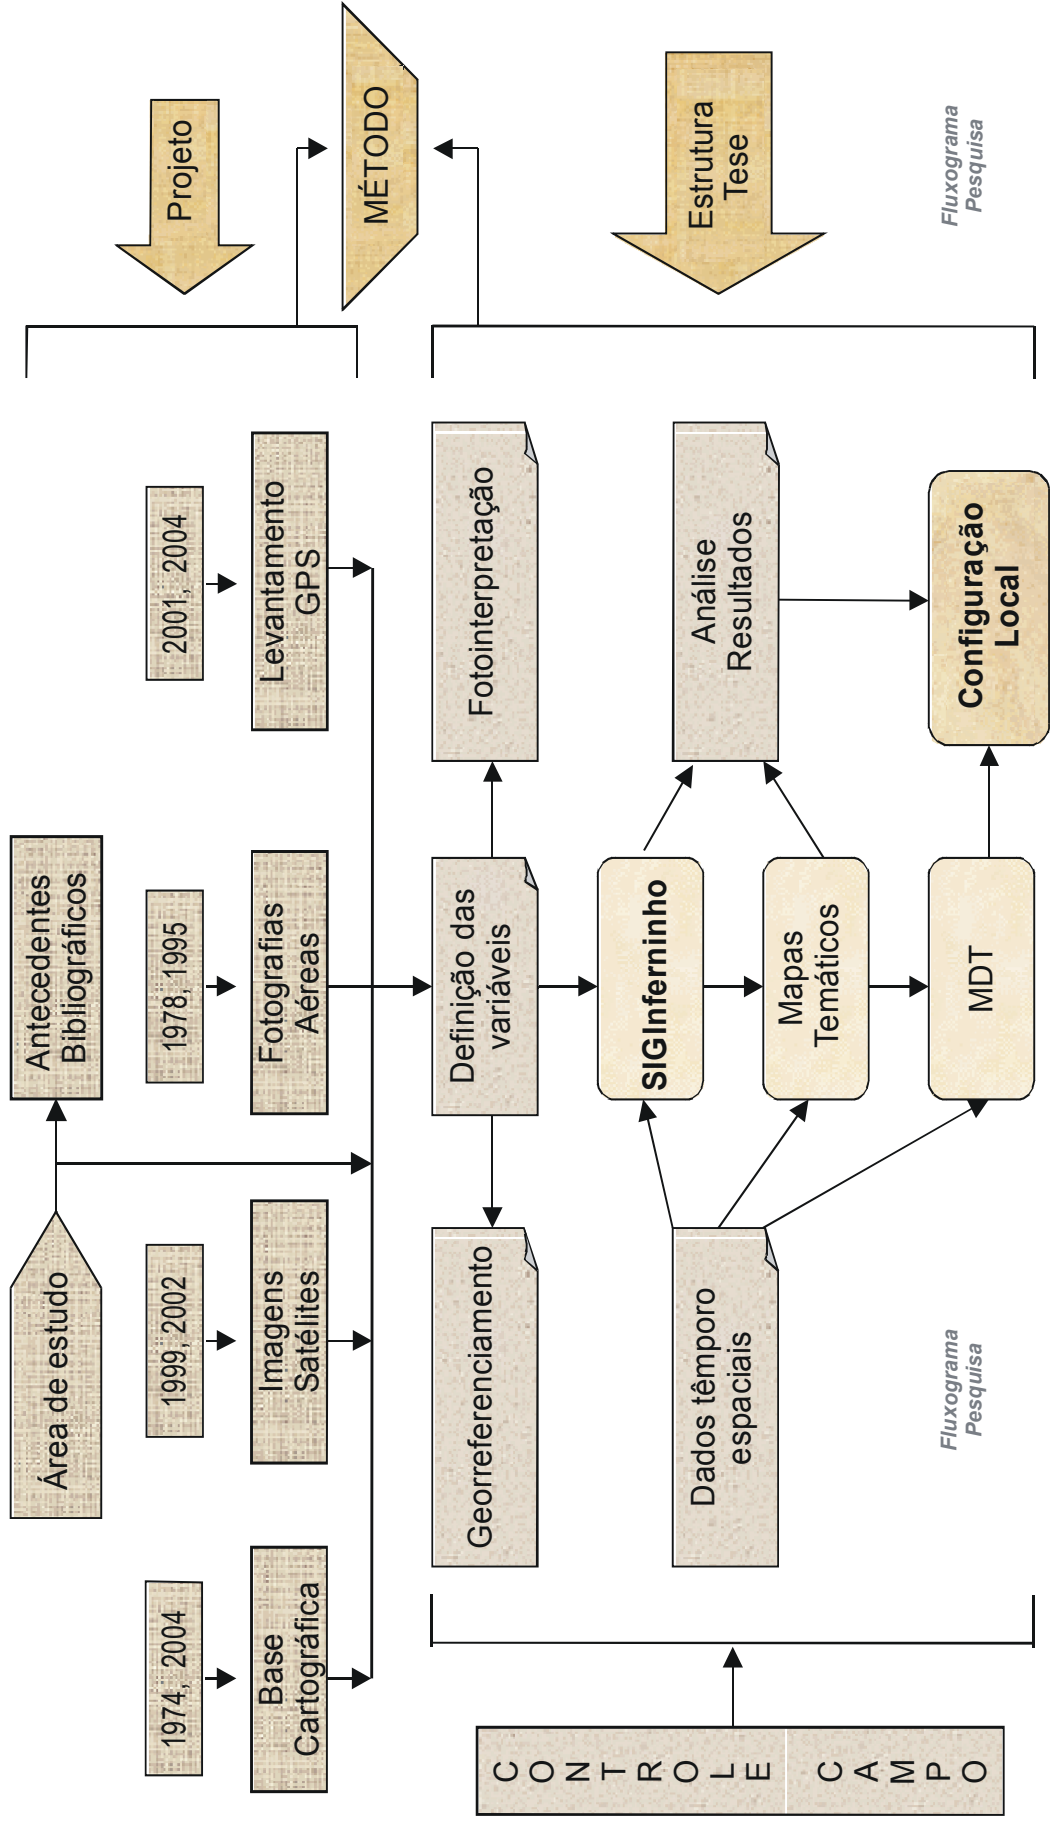 Área de estudo
Antecedentes
Bibliográficos
Projeto
1974, 2004
1999, 2002
1978, 1995
2001, 2004
Base
Cartográfica
Imagens
Satélites
Fotografias
Aéreas
Levantamento
GPS
MÉTODO
Georreferenciamento
Definição das
variáveis
Fotointerpretação
CONTROLE
CAMPO
SIGInferninho
Dados têmporo
espaciais
Análise
Resultados
Estrutura
Tese
Mapas
Temáticos
MDT
Configuração
Local
Fluxograma
Pesquisa
Fluxograma
Pesquisa